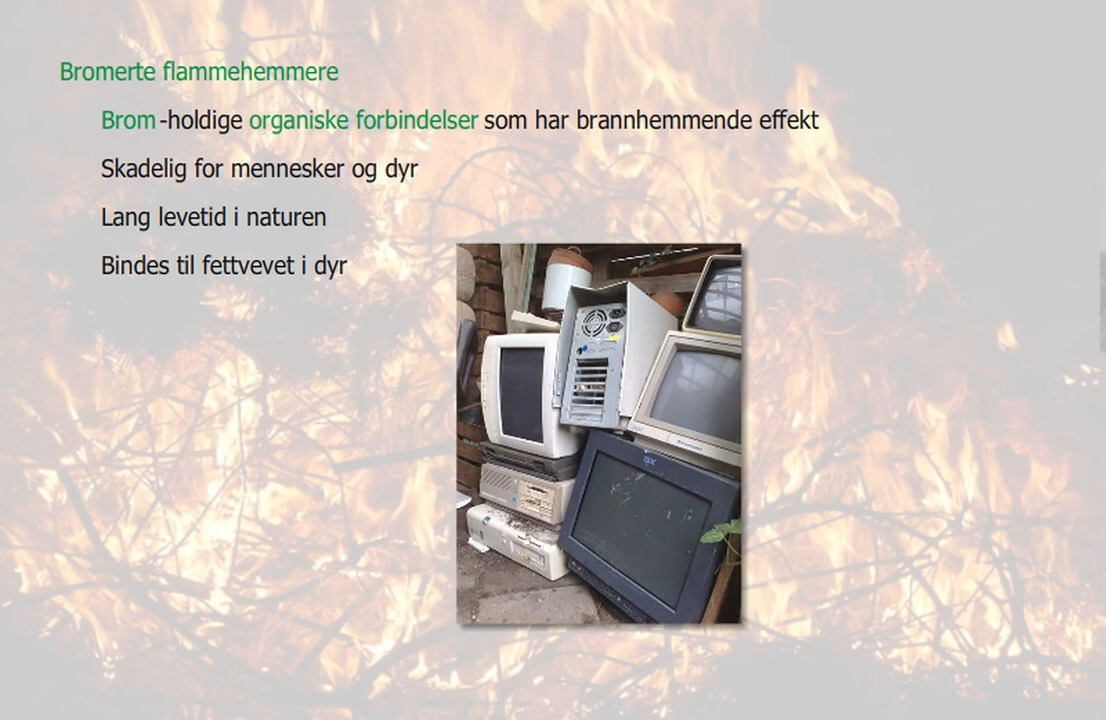 Bromerte flammehemmere
Brom-holdige organiske forbindelser som har brannhemmende effekt
Skadelig for mennesker og dyr
Lang levetid i naturen
Bindes til fettvevet i dyr
IBM